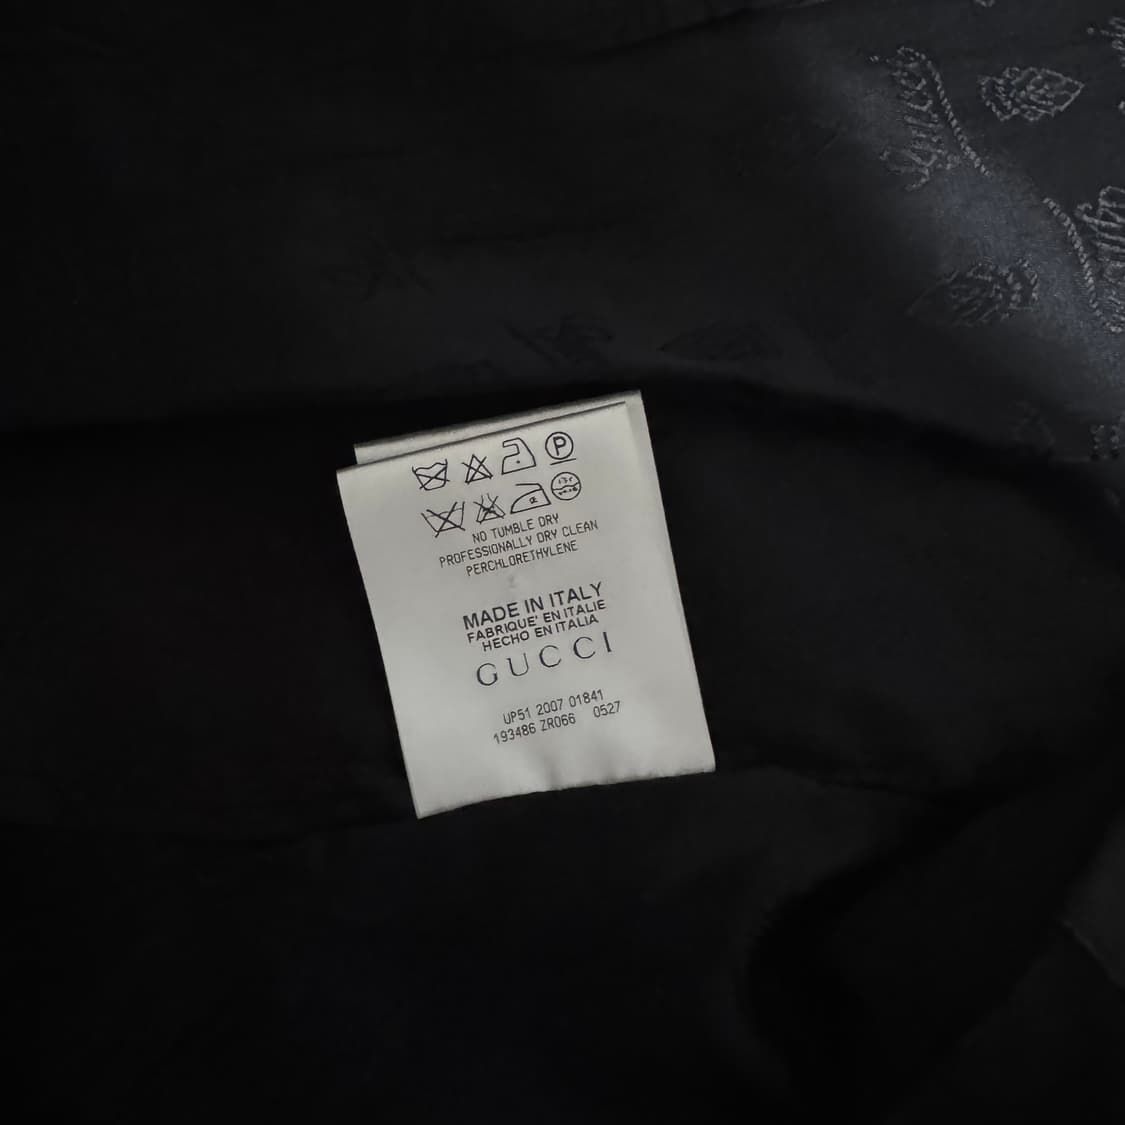 Gucci
P
NO TUMBLE DRY
PROFESSIONALLY DRY CLEAN
PERCHLORETHYLENE
MADE IN ITALY
FABRIQUE' EN ITALIE
HECHO EN ITALIA
GUCCI
UP51 2007 01841
193486 ZR066 0527